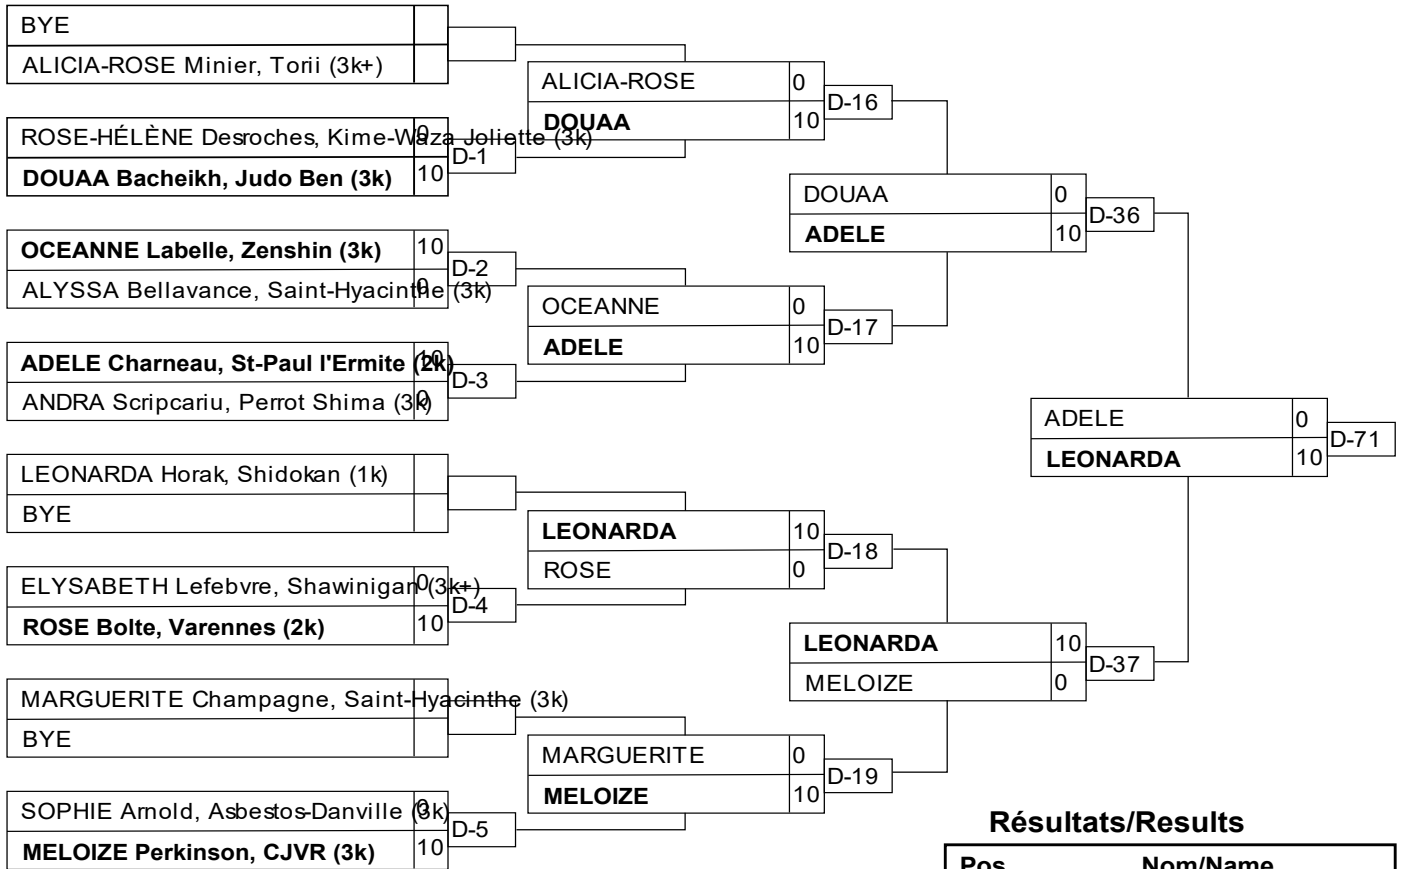 BYE
ALICIA-ROSE Minier, Torii (3k+)
ROSE-HÉLÈNE Desroches, Kime-Waza Joliette (3k) 0
DOUAA Bacheikh, Judo Ben (3k) 10
D-1
OCEANNE Labelle, Zenshin (3k) 10
ALYSSA Bellavance, Saint-Hyacinthe (3k) 0
D-2
ADELE Charneau, St-Paul l'Ermite (2k) 10
ANDRA Scripcariu, Perrot Shima (3k) 0
D-3
LEONARDA Horak, Shidokan (1k)
BYE
ELYSABETH Lefebvre, Shawinigan (3k+) 0
ROSE Bolte, Varennes (2k) 10
D-4
MARGUERITE Champagne, Saint-Hyacinthe (3k)
BYE
SOPHIE Arnold, Asbestos-Danville (3k) 0
MELOIZE Perkinson, CJVR (3k) 10
D-5
ALICIA-ROSE 0
DOUAA 10
D-16
OCEANNE 0
ADELE 10
D-17
LEONARDA 10
ROSE 0
D-18
MARGUERITE 0
MELOIZE 10
D-19
DOUAA 0
ADELE 10
D-36
LEONARDA 10
MELOIZE 0
D-37
ADELE 0
LEONARDA 10
D-71
Résultats/Results
Pos Nom/Name